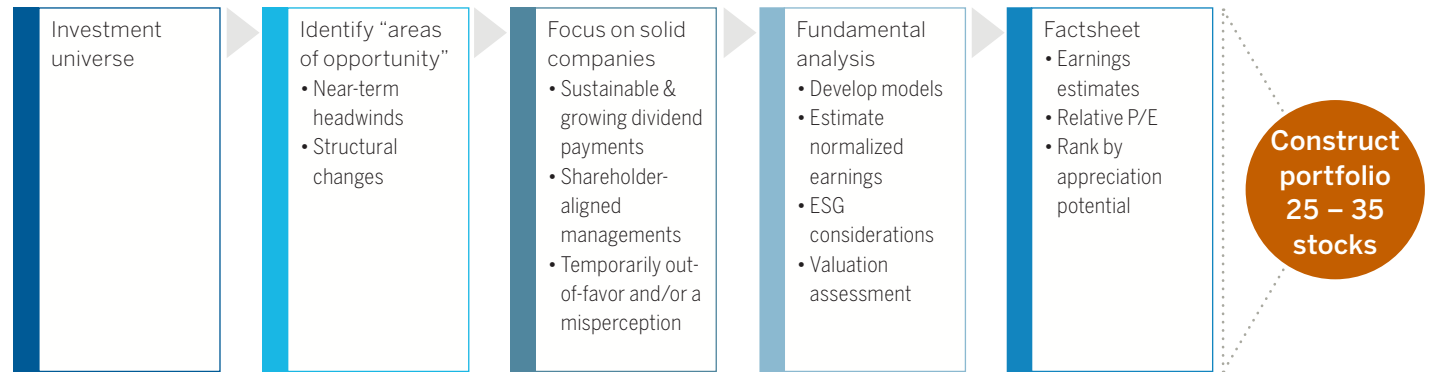 Investment
universe
Identify “areas
of opportunity”
• Near-term
headwinds
• Structural
changes
Focus on solid
companies
• Sustainable &
growing dividend
payments
• Shareholder-
aligned
managements
• Temporarily out-
of-favor and/or a
misperception
Fundamental
analysis
• Develop models
• Estimate
normalized
earnings
• ESG
considerations
• Valuation
assessment
Factsheet
• Earnings
estimates
• Relative P/E
• Rank by
appreciation
potential
Construct
portfolio
25 – 35
stocks